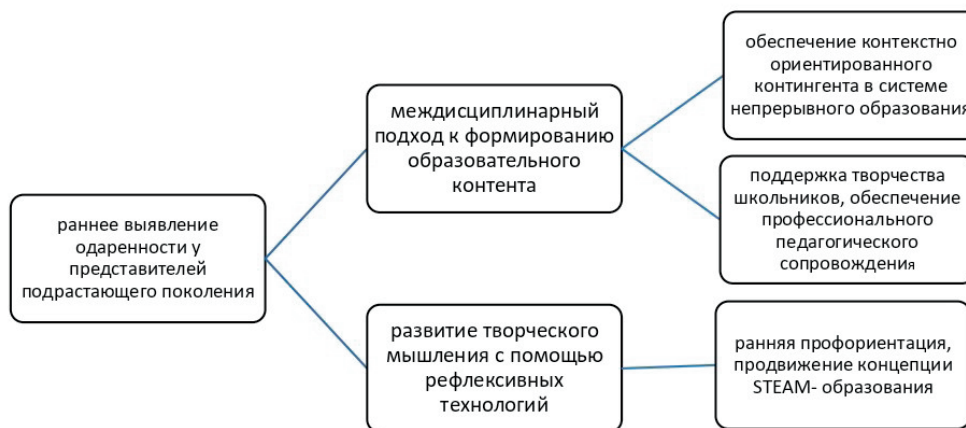 раннее выявление
одаренности у
представителей
подрастающего поколения
междисциплинарный
подход к формированию
образовательного
контента
обеспечение контекстно
ориентированного
контингента в системе
непрерывного образования
поддержка творчества
школьников, обеспечение
профессионального
педагогического
сопровождения
развитие творческого
мышления с помощью
рефлексивных
технологий
ранняя профориентация,
продвижение концепции
STEAM- образования